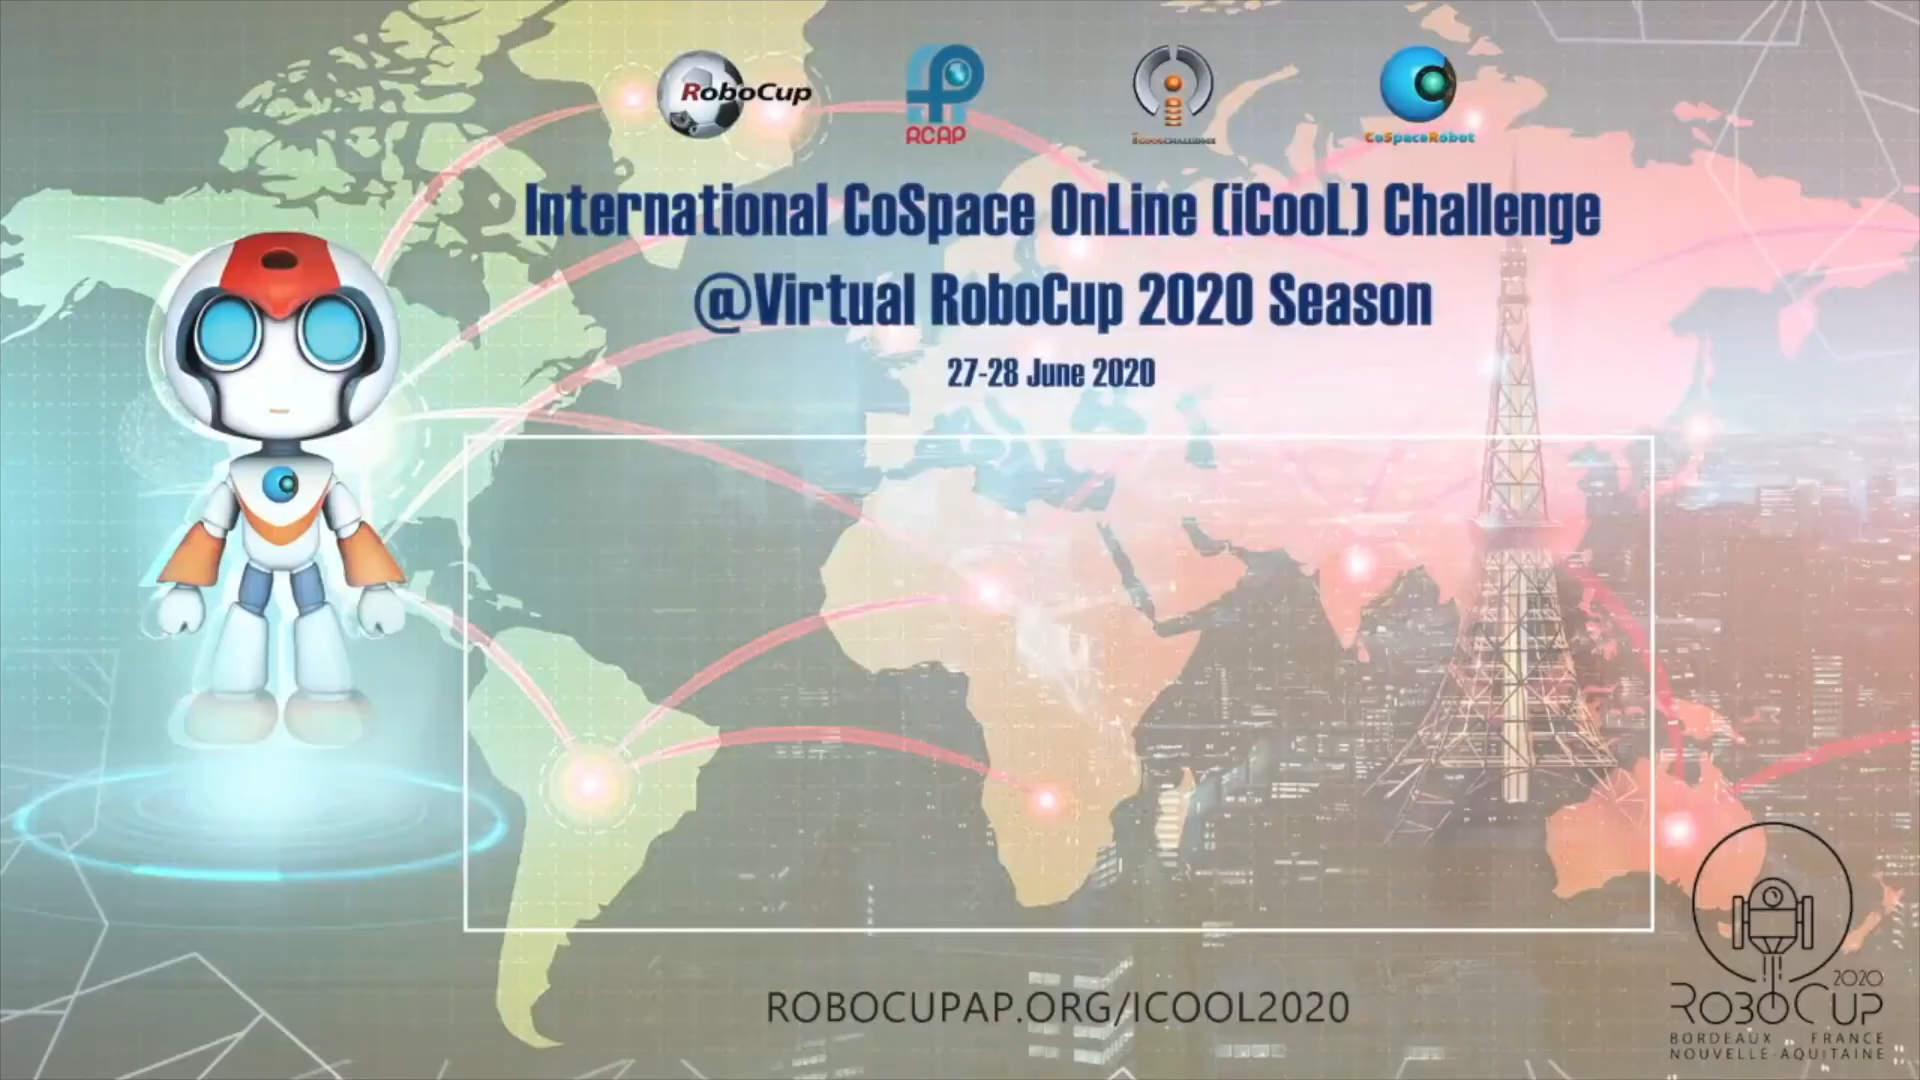 RoboCup
RCAP
iCOOLCHALLENGE
CoSpaceRobot
International CoSpace OnLine (iCooL) Challenge
@Virtual RoboCup 2020 Season
27-28 June 2020
ROBOCUPAP.ORG/ICOOL2020
2020
ROBOCUP
BORDEAUX FRANCE
NOUVELLE-AQUITAINE